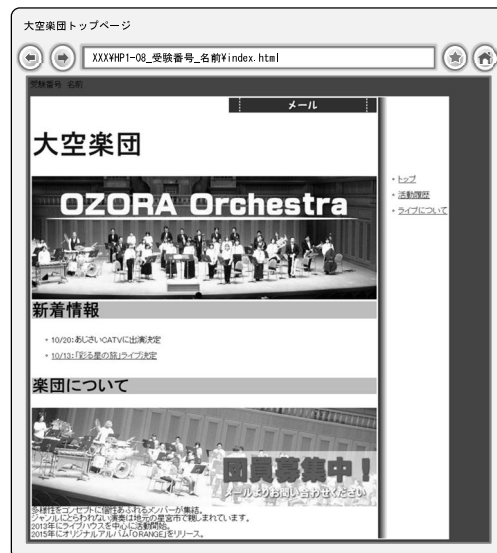 大空楽団トップページ
XXX¥HP1-08_受験番号_名前¥index.html
受験番号 名前
メール
大空楽団
・トップ
・活動履歴
・ライブについて
OZORA Orchestra
新着情報
・10/20:あじさいCATVに出演決定
・10/13:「彩る星の旅」ライブ決定
楽団について
団員募集中！
メールよりお問い合わせください
多様性をコンセプトに個性あふれるメンバーが集結。
ジャンルにとらわれない演奏は地元の星宮市で親しまれています。
2013年にライブハウスを中心に活動開始。
2015年にオリジナルアルバム「ORANGE」をリリース。